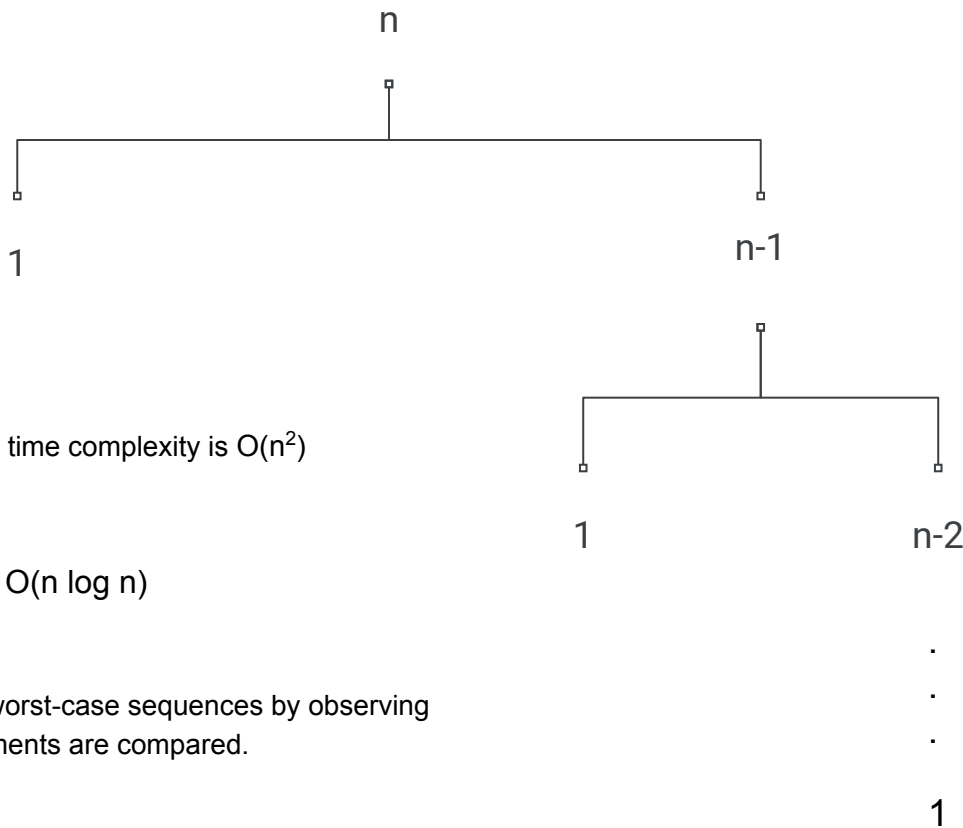 n
1
n-1
time complexity is O(n²)
1
n-2
O(n log n)
.
worst-case sequences by observing
.
ments are compared.
.
1